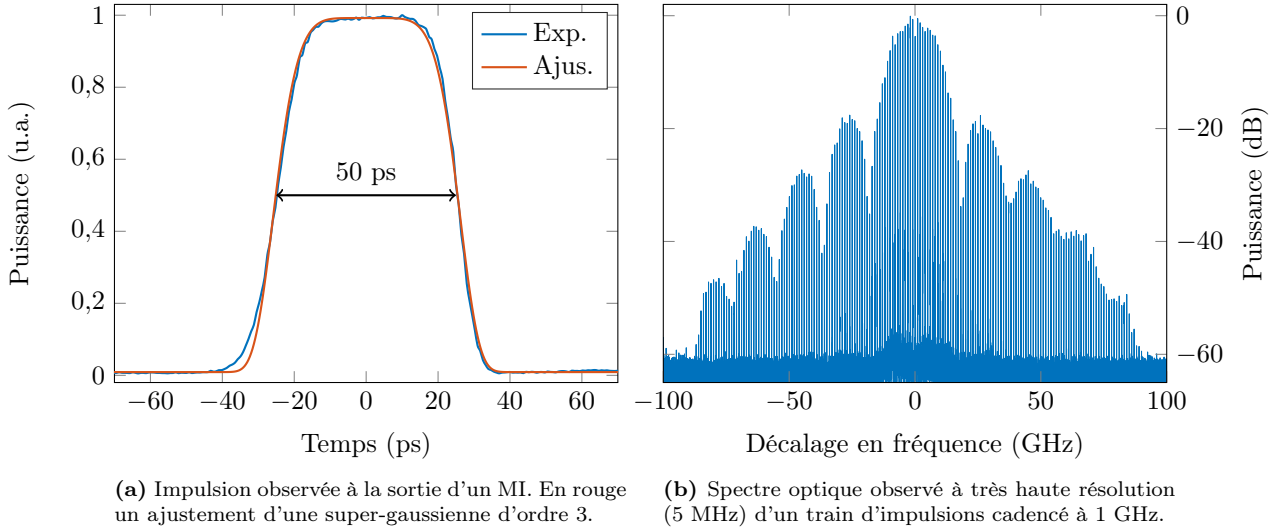 1
0,8
0,6
0,4
0,2
0
−60
−40
−20
0
20
40
60
Temps (ps)
Puissance (u.a.)
Exp.
Ajus.
50 ps
(a) Impulsion observée à la sortie d'un MI. En rouge
un ajustement d'une super-gaussienne d'ordre 3.
0
−20
−40
−60
−100
−50
0
50
100
Décalage en fréquence (GHz)
Puissance (dB)
(b) Spectre optique observé à très haute résolution
(5 MHz) d'un train d'impulsions cadencé à 1 GHz.